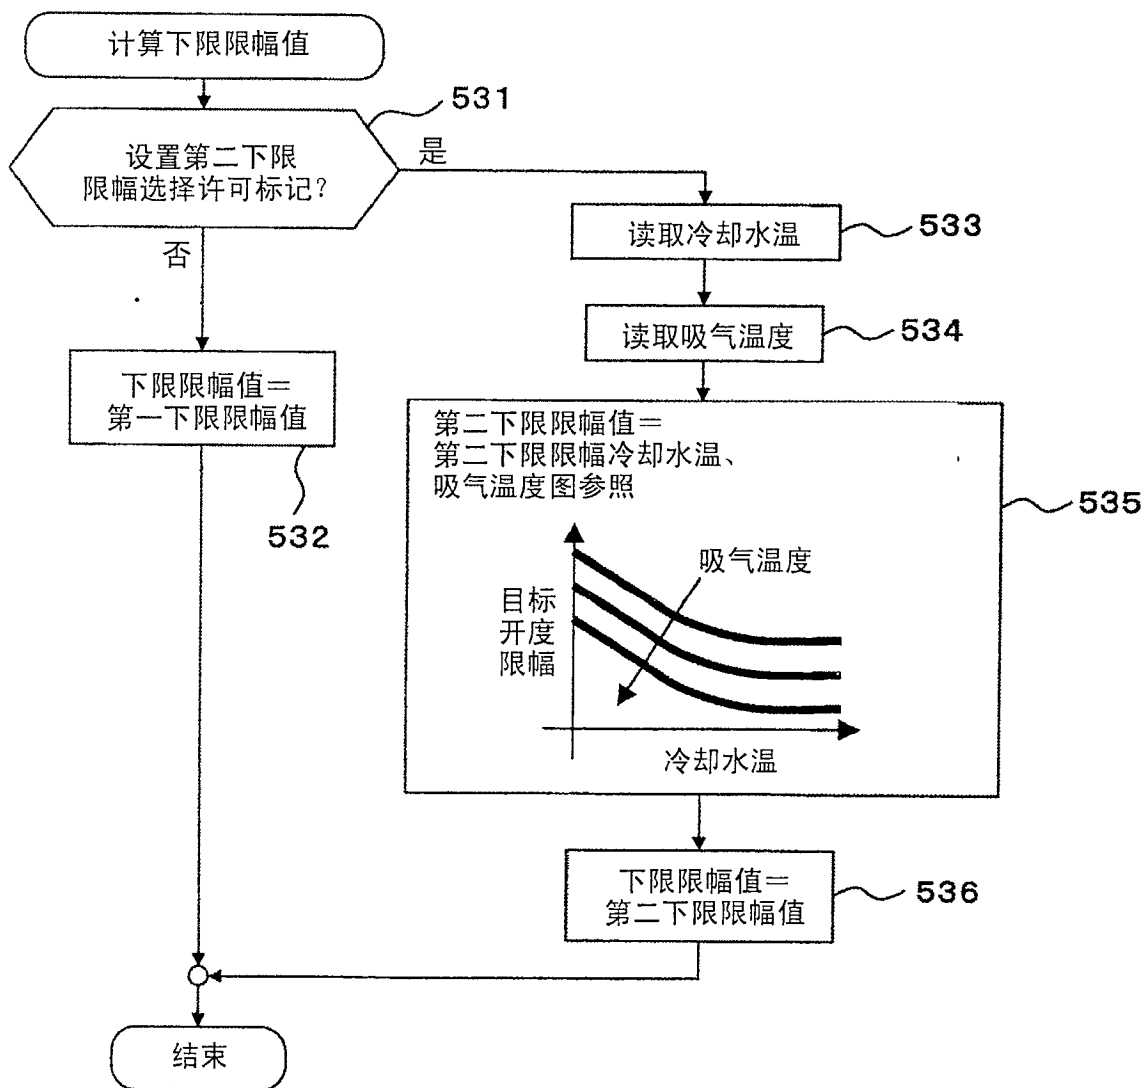 计算下限限幅值
531
设置第二下限
限幅选择许可标记?
是
否
读取冷却水温
533
读取吸气温度
534
下限限幅值=
第一下限限幅值
532
第二下限限幅值=
第二下限限幅冷却水温、
吸气温度图参照
535
吸气温度
目标
开度
限幅
冷却水温
下限限幅值=
第二下限限幅值
536
结束